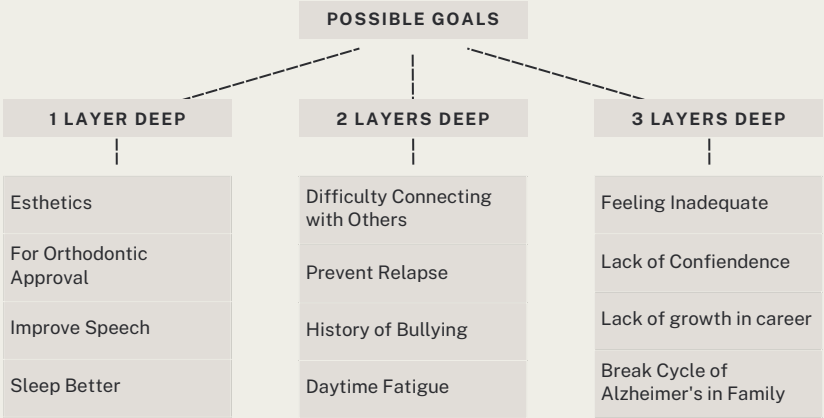 POSSIBLE GOALS
1 LAYER DEEP
2 LAYERS DEEP
3 LAYERS DEEP
Esthetics
For Orthodontic
Approval
Improve Speech
Sleep Better
Difficulty Connecting
with Others
Prevent Relapse
History of Bullying
Daytime Fatigue
Feeling Inadequate
Lack of Confiendence
Lack of growth in career
Break Cycle of
Alzheimer's in Family